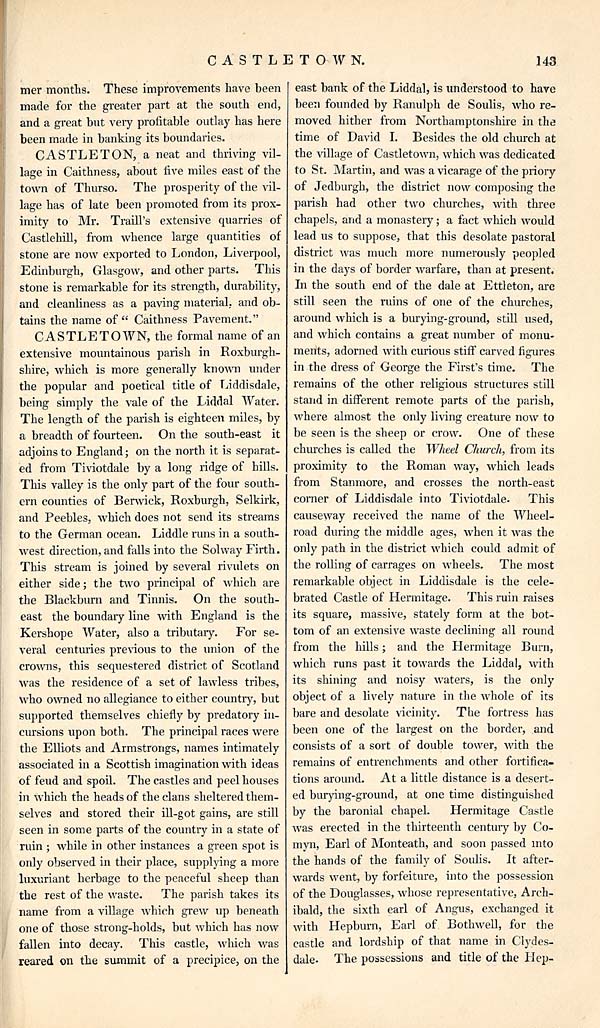 CASTLETOWN.
143
mer months. These improvements have been
made for the greater part at the south end,
and a great but very profitable outlay has here
been made in banking its boundaries.
CASTLETON, a neat and thriving vil-
lage in Caithness, about five miles east of the
town of Thurso. The prosperity of the vil-
lage has of late been promoted from its prox-
imity to Mr. Traill's extensive quarries of
Castlehill, from whence large quantities of
stone are now exported to London, Liverpool,
Edinburgh, Glasgow, and other parts. This
stone is remarkable for its strength, durability,
and cleanliness as a paving material, and ob-
tains the name of " Caithness Pavement."
CASTLETOWN, the formal name of an
extensive mountainous parish in Roxburgh-
shire, which is more generally known under
the popular and poetical title of Liddisdale,
being simply the vale of the Liddal Water.
The length of the parish is eighteen miles, by
a breadth of fourteen. On the south-east it
adjoins to England; on the north it is separat-
ed from Tiviotdale by a long ridge of hills.
This valley is the only part of the four south-
ern counties of Berwick, Roxburgh, Selkirk,
and Peebles, which does not send its streams
to the German ocean. Liddle runs in a south-
west direction, and falls into the Solway Firth.
This stream is joined by several rivulets on
either side; the two principal of which are
the Blackburn and Tinnis. On the south-
east the boundary line with England is the
Kershope Water, also a tributary. For se-
veral centuries previous to the union of the
crowns, this sequestered district of Scotland
was the residence of a set of lawless tribes,
who owned no allegiance to either country, but
supported themselves chiefly by predatory in-
cursions upon both. The principal races were
the Elliots and Armstrongs, names intimately
associated in a Scottish imagination with ideas
of feud and spoil. The castles and peel houses
in which the heads of the clans sheltered them-
selves and stored their ill-got gains, are still
seen in some parts of the country in a state of
ruin ; while in other instances a green spot is
only observed in their place, supplying a more
luxuriant herbage to the peaceful sheep than
the rest of the waste. The parish takes its
name from a village which grew up beneath
one of those strong-holds, but which has now
fallen into decay. This castle, which was
reared on the summit of a precipice, on the
east bank of the Liddal, is understood to have
been founded by Ranulph de Soulis, who re-
moved hither from Northamptonshire in the
time of David I. Besides the old church at
the village of Castletown, which was dedicated
to St. Martin, and was a vicarage of the priory
of Jedburgh, the district now composing the
parish had other two churches, with three
chapels, and a monastery; a fact which would
lead us to suppose, that this desolate pastoral
district was much more numerously peopled
in the days of border warfare, than at present.
In the south end of the dale at Ettleton, are
still seen the ruins of one of the churches,
around which is a burying-ground, still used,
and which contains a great number of monu-
ments, adorned with curious stiff carved figures
in the dress of George the First's time. The
remains of the other religious structures still
stand in different remote parts of the parish,
where almost the only living creature now to
be seen is the sheep or crow. One of these
churches is called the Wheel Church, from its
proximity to the Roman way, which leads
from Stanmore, and crosses the north-east
corner of Liddisdale into Tiviotdale. This
causeway received the name of the Wheel-
road during the middle ages, when it was the
only path in the district which could admit of
the rolling of carrages on wheels. The most
remarkable object in Liddisdale is the cele-
brated Castle of Hermitage. This ruin raises
its square, massive, stately form at the bot-
tom of an extensive waste declining all round
from the hills ; and the Hermitage Burn,
which runs past it towards the Liddal, with
its shining and noisy waters, is the only
object of a lively nature in the whole of its
bare and desolate vicinity. The fortress has
been one of the largest on the border, and
consists of a sort of double tower, with the
remains of entrenchments and other fortifica-
tions around. At a little distance is a desert-
ed burying-ground, at one time distinguished
by the baronial chapel. Hermitage Castle
was erected in the thirteenth century by Co-
myn, Earl of Monteath, and soon passed into
the hands of the family of Soulis. It after-
wards went, by forfeiture, into the possession
of the Douglasses, whose representative, Arch-
ibald, the sixth earl of Angus, exchanged it
with Hepburn, Earl of Bothwell, for the
castle and lordship of that name in Clydes-
dale. The possessions and title of the Hep-